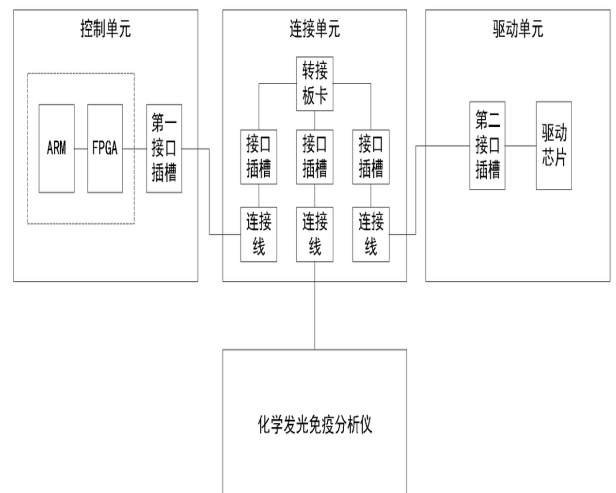 控制单元
连接单元
驱动单元
转接
板卡
ARM
FPGA
第一
接口
插槽
接口
插槽
接口
插槽
接口
插槽
第二
接口
插槽
驱动
芯片
连接
线
连接
线
连接
线
化学发光免疫分析仪